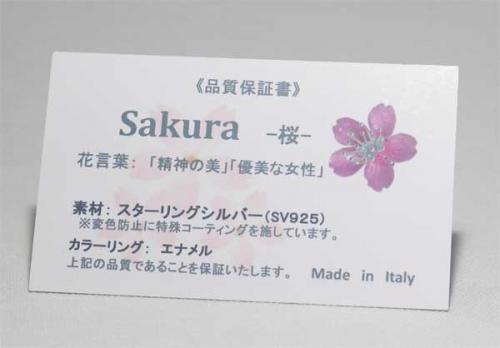 《品質保証書》
Sakura -桜-
花言葉：「精神の美」「優美な女性」
素材：スターリングシルバー(SV925)
※変色防止に特殊コーティングを施しています。
カラーリング：エナメル
上記の品質であることを保証いたします。 Made in Italy